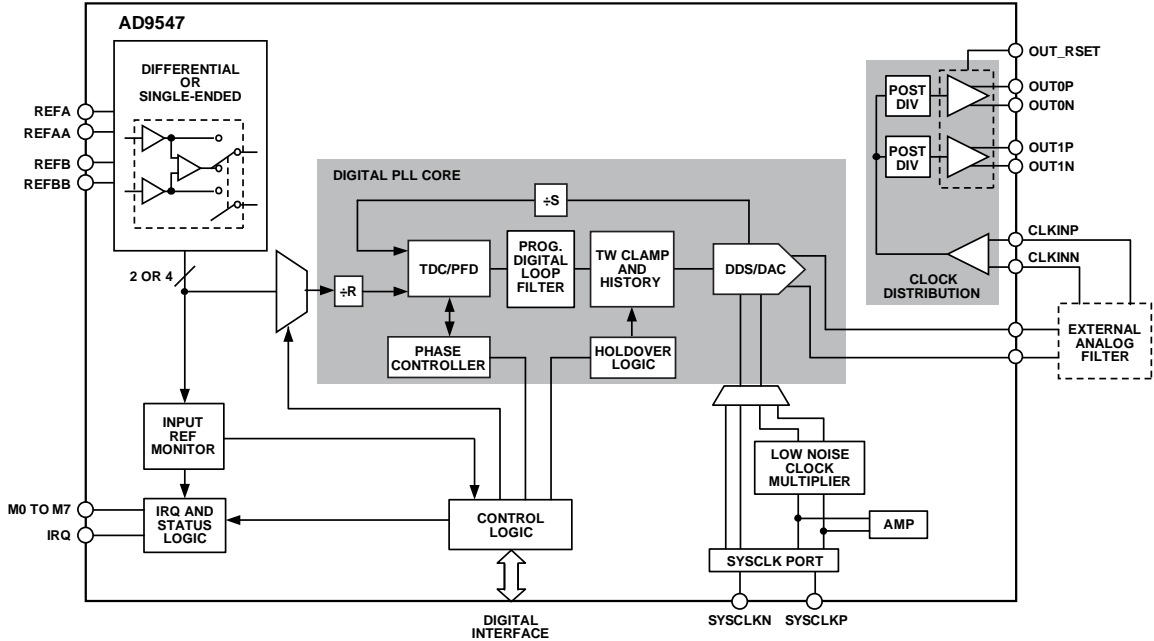 AD9547
DIFFERENTIAL
OR
SINGLE-ENDED
REFA
REFAA
REFB
REFBB
2 OR 4
÷R
DIGITAL PLL CORE
÷S
TDC/PFD
PROG.
DIGITAL
LOOP
FILTER
TW CLAMP
AND
HISTORY
DDS/DAC
PHASE
CONTROLLER
HOLDOVER
LOGIC
POST
DIV
POST
DIV
CLOCK
DISTRIBUTION
OUT_RSET
OUT0P
OUT0N
OUT1P
OUT1N
CLKINP
CLKINN
EXTERNAL
ANALOG
FILTER
INPUT
REF
MONITOR
IRQ AND
STATUS
LOGIC
M0 TO M7
IRQ
CONTROL
LOGIC
DIGITAL
INTERFACE
LOW NOISE
CLOCK
MULTIPLIER
AMP
SYSCLK PORT
SYSCLKN
SYSCLKP